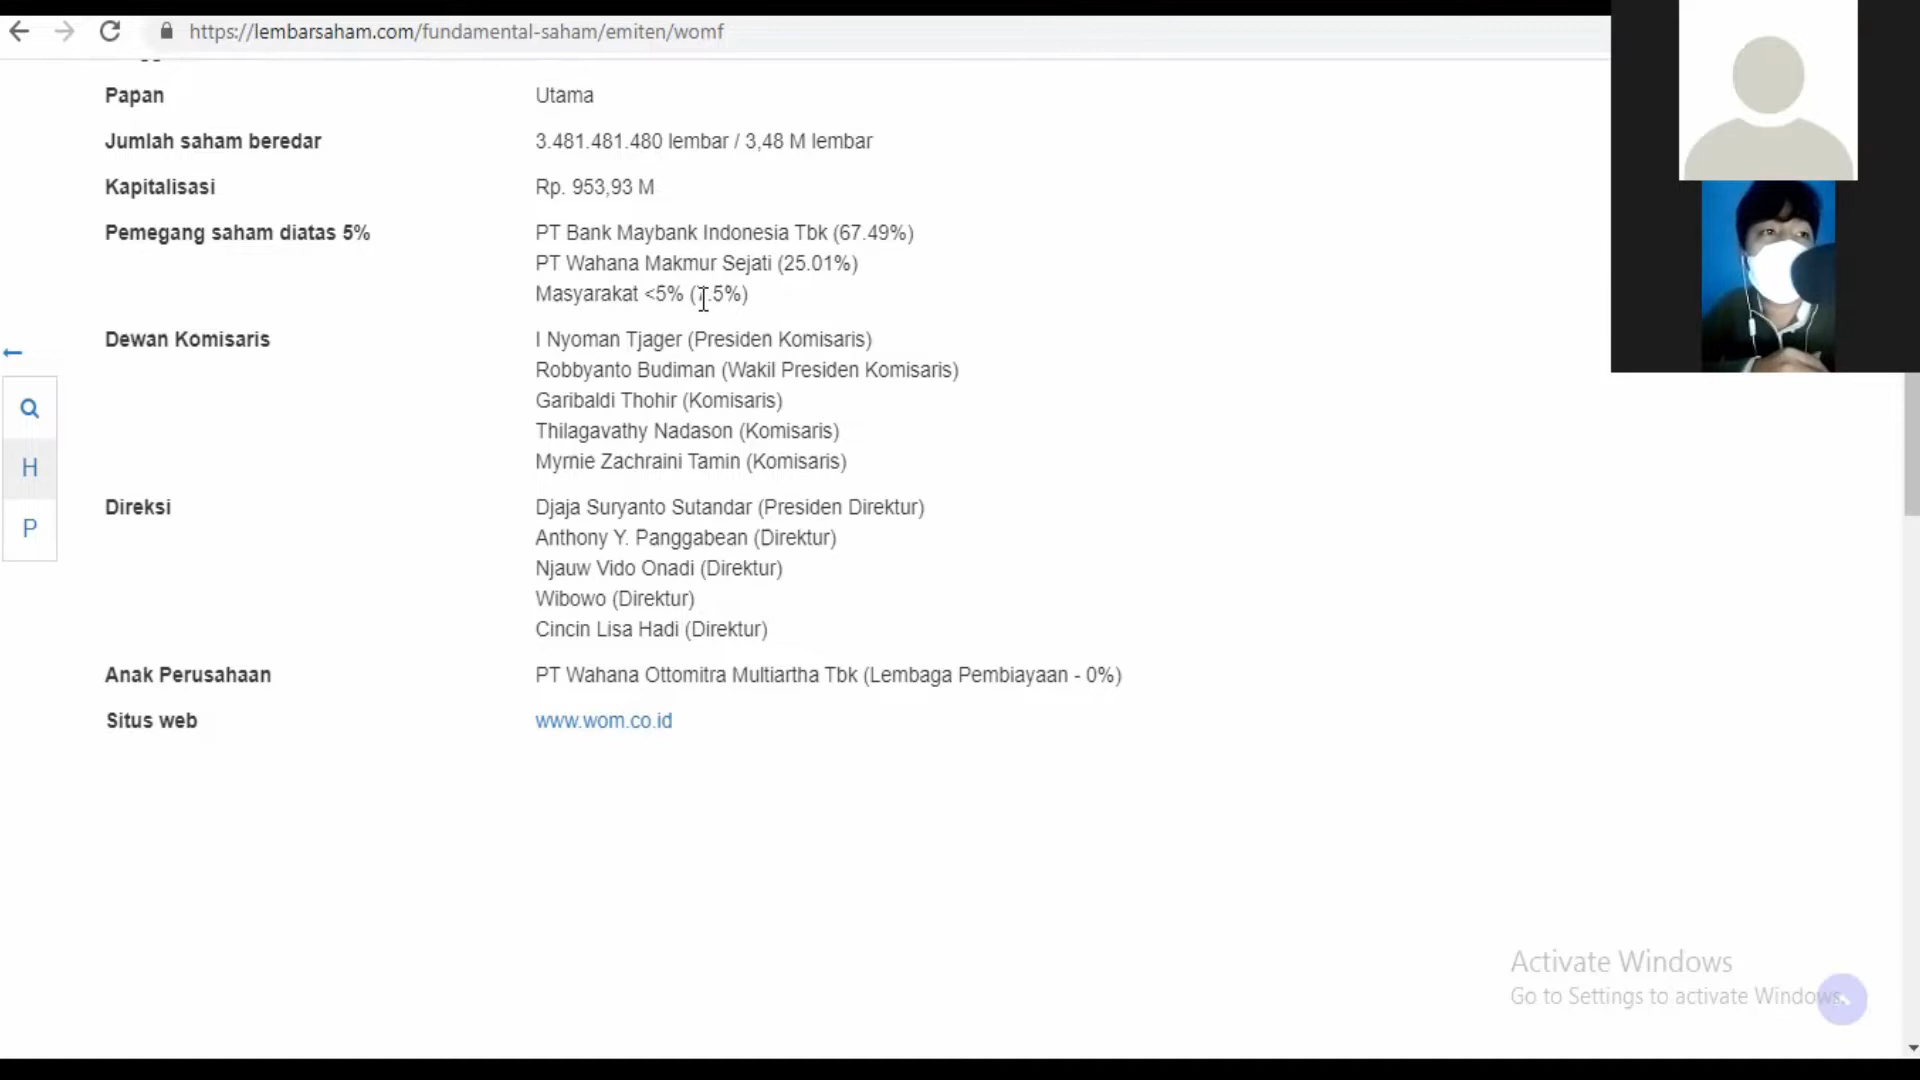 https://lembarsaham.com/fundamental-saham/emiten/womf
Papan Utama
Jumlah saham beredar 3.481.481.480 lembar / 3,48 M lembar
Kapitalisasi Rp. 953,93 M
Pemegang saham diatas 5% PT Bank Maybank Indonesia Tbk (67.49%)
PT Wahana Makmur Sejati (25.01%)
Masyarakat <5% (7.5%)
Dewan Komisaris I Nyoman Tjager (Presiden Komisaris)
Robbyanto Budiman (Wakil Presiden Komisaris)
Garibaldi Thohir (Komisaris)
Thilagavathy Nadason (Komisaris)
Myrnie Zachraini Tamin (Komisaris)
H
P
Direksi Djaja Suryanto Sutandar (Presiden Direktur)
Anthony Y. Panggabean (Direktur)
Njauw Vido Onadi (Direktur)
Wibowo (Direktur)
Cincin Lisa Hadi (Direktur)
Anak Perusahaan PT Wahana Ottomitra Multiartha Tbk (Lembaga Pembiayaan - 0%)
Situs web www.wom.co.id
Activate Windows
Go to Settings to activate Windows.